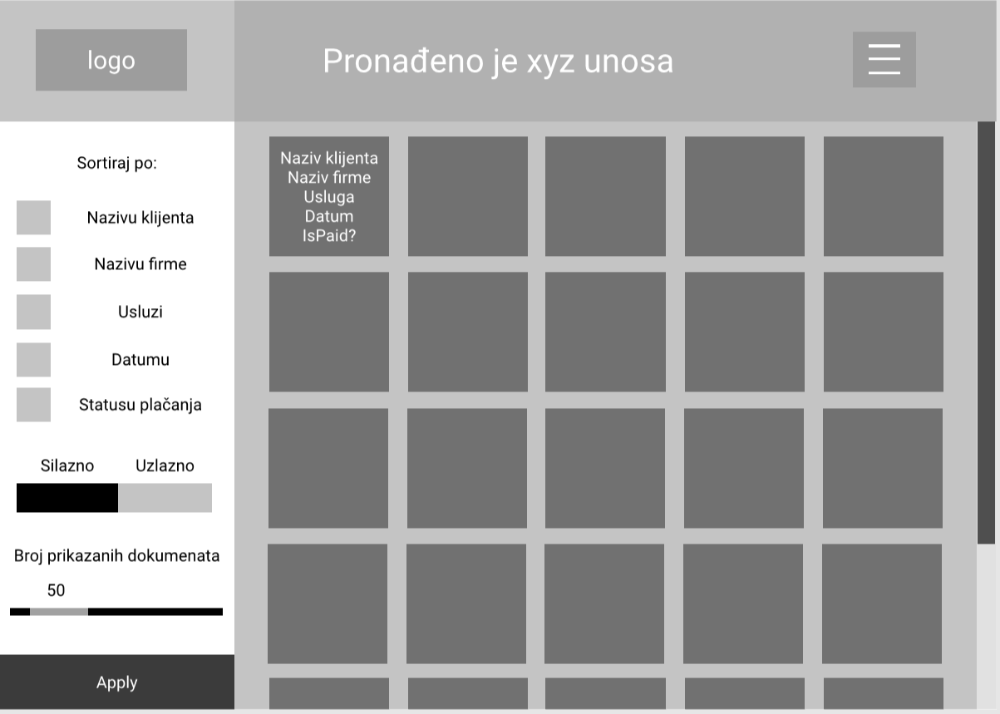 logo
Pronađeno je xyz unosa
Sortiraj po:
Nazivu klijenta
Nazivu firme
Usluzi
Datumu
Statusu plačanja
Silazno Uzlazno
Broj prikazanih dokumenata
50
Apply
Naziv klijenta
Naziv firme
Usluga
Datum
IsPaid?